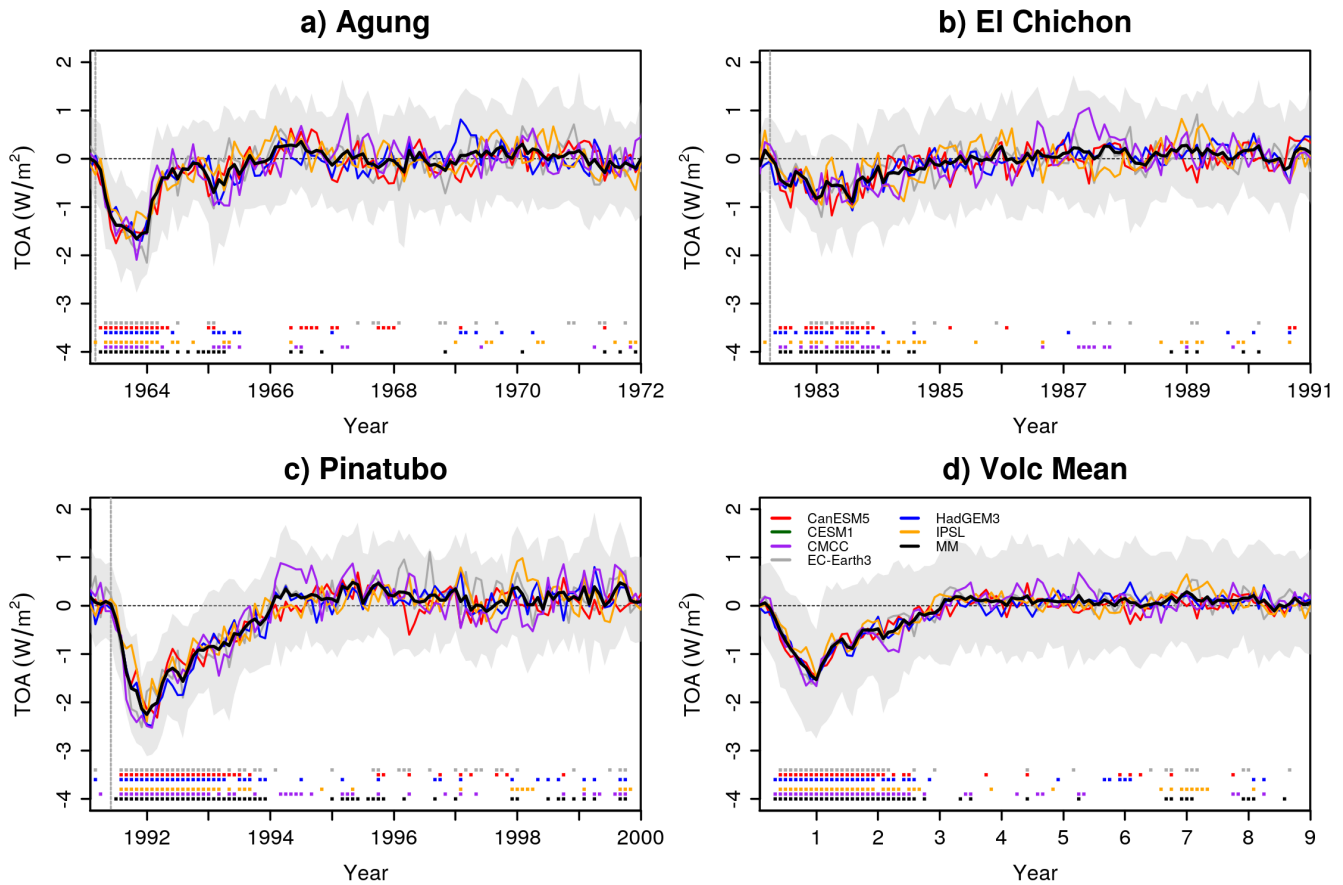 a) Agung
b) El Chichon
TOA (W/m²)
2
1
0
-1
-2
-3
-4
1964 1966 1968 1970 1972
Year
TOA (W/m²)
2
1
0
-1
-2
-3
-4
1983 1985 1987 1989 1991
Year
c) Pinatubo
d) Volc Mean
TOA (W/m²)
2
1
0
-1
-2
-3
-4
1992 1994 1996 1998 2000
Year
TOA (W/m²)
2
1
0
-1
-2
-3
-4
CanESM5 HadGEM3
CESM1 IPSL
CMCC MM
EC-Earth3
1 2 3 4 5 6 7 8 9
Year